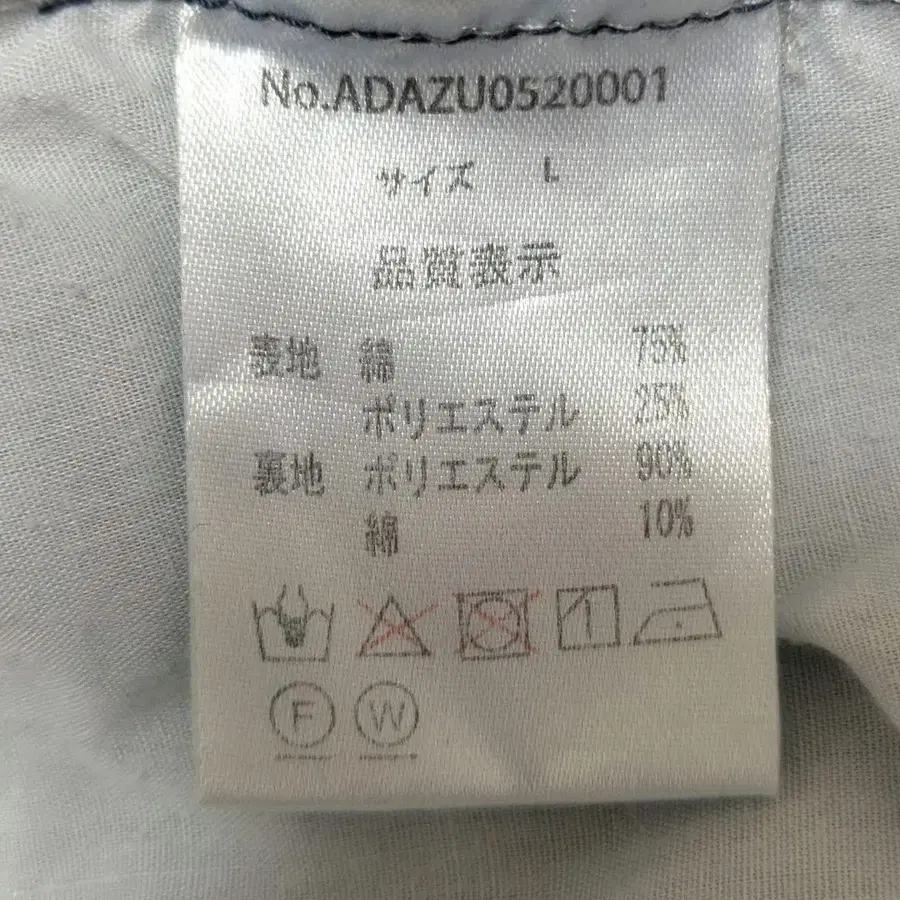 No.ADAZU0520001
サイズ L
品質表示
表地 綿 75%
ポリエステル 25%
裏地 ポリエステル 90%
綿 10%
F W